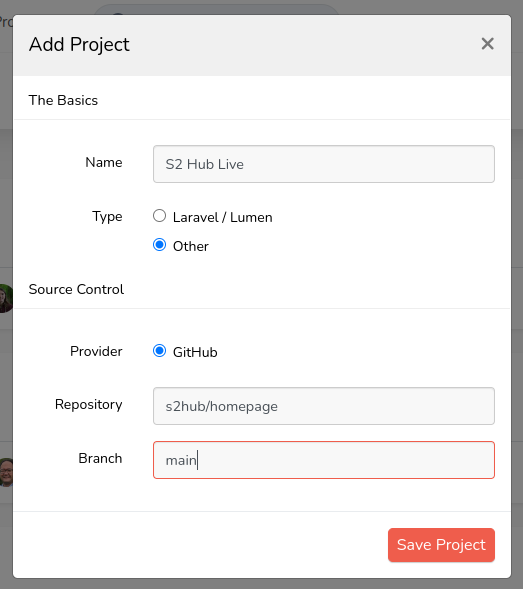 Add Project
The Basics
Name S2 Hub Live
Type Laravel / Lumen
Other
Source Control
Provider GitHub
Repository s2hub/homepage
Branch main
Save Project